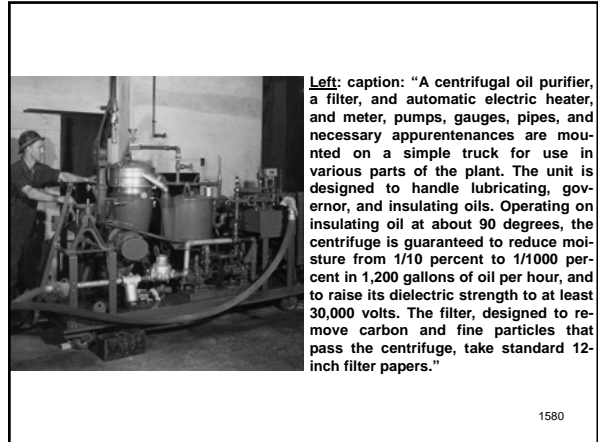 Left: caption: “A centrifugal oil purifier,
a filter, and automatic electric heater,
and meter, pumps, gauges, pipes, and
necessary appurentenances are mou-
nted on a simple truck for use in
various parts of the plant. The unit is
designed to handle lubricating, gov-
ernor, and insulating oils. Operating on
insulating oil at about 90 degrees, the
centrifuge is guaranteed to reduce moi-
sture from 1/10 percent to 1/1000 per-
cent in 1,200 gallons of oil per hour, and
to raise its dielectric strength to at least
30,000 volts. The filter, designed to re-
move carbon and fine particles that
pass the centrifuge, take standard 12-
inch filter papers.”
1580